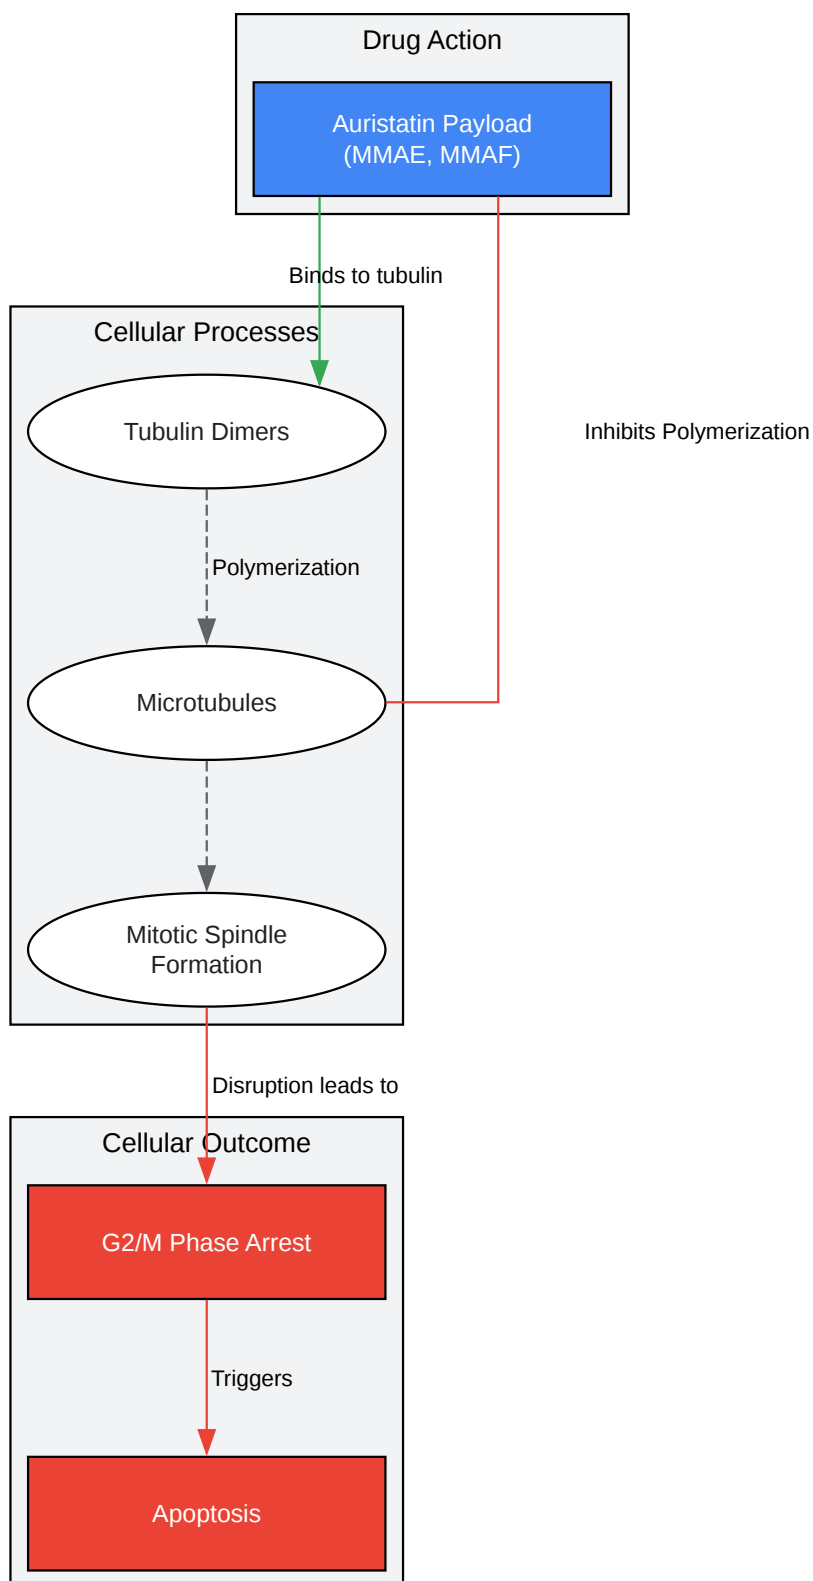 Drug Action
Auristatin Payload
(MMAE, MMAF)
Binds to tubulin
Cellular Processes
Tubulin Dimers
Inhibits Polymerization
Polymerization
Microtubules
Mitotic Spindle
Formation
Disruption leads to
Cellular Outcome
G2/M Phase Arrest
Triggers
Apoptosis